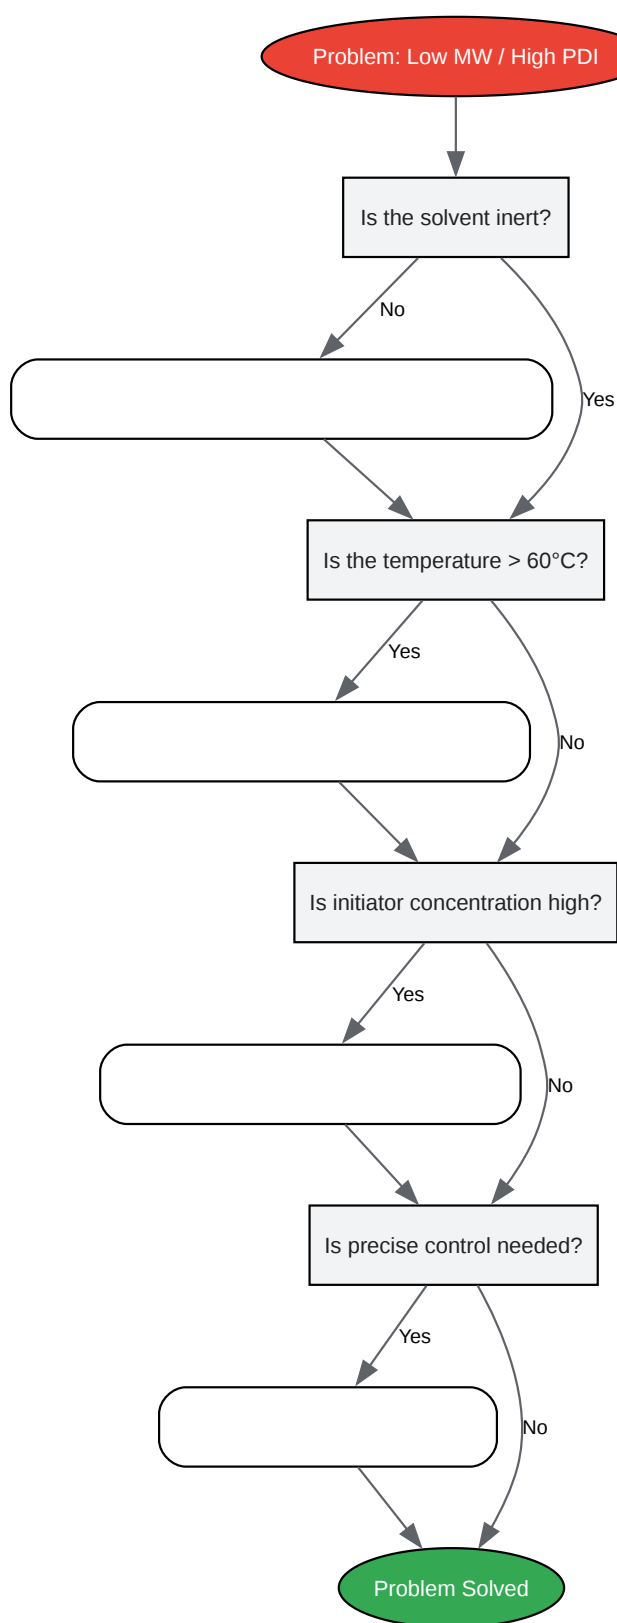 Problem: Low MW / High PDI
Is the solvent inert?
No
Yes
Is the temperature > 60°C?
Yes
No
Is initiator concentration high?
Yes
No
Is precise control needed?
Yes
No
Problem Solved